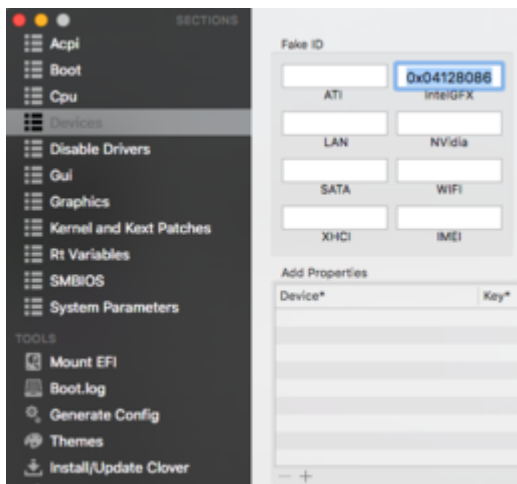 SECTIONS
Acpi
Boot
Cpu
Devices
Disable Drivers
Gui
Graphics
Kernel and Kext Patches
Rt Variables
SMBIOS
System Parameters
TOOLS
Mount EFI
Boot.log
Generate Config
Themes
Install/Update Clover
Fake ID
0x04128086
ATI IntelGFX
LAN NVidia
SATA WIFI
XHCI IMEI
Add Properties
Device* Key*